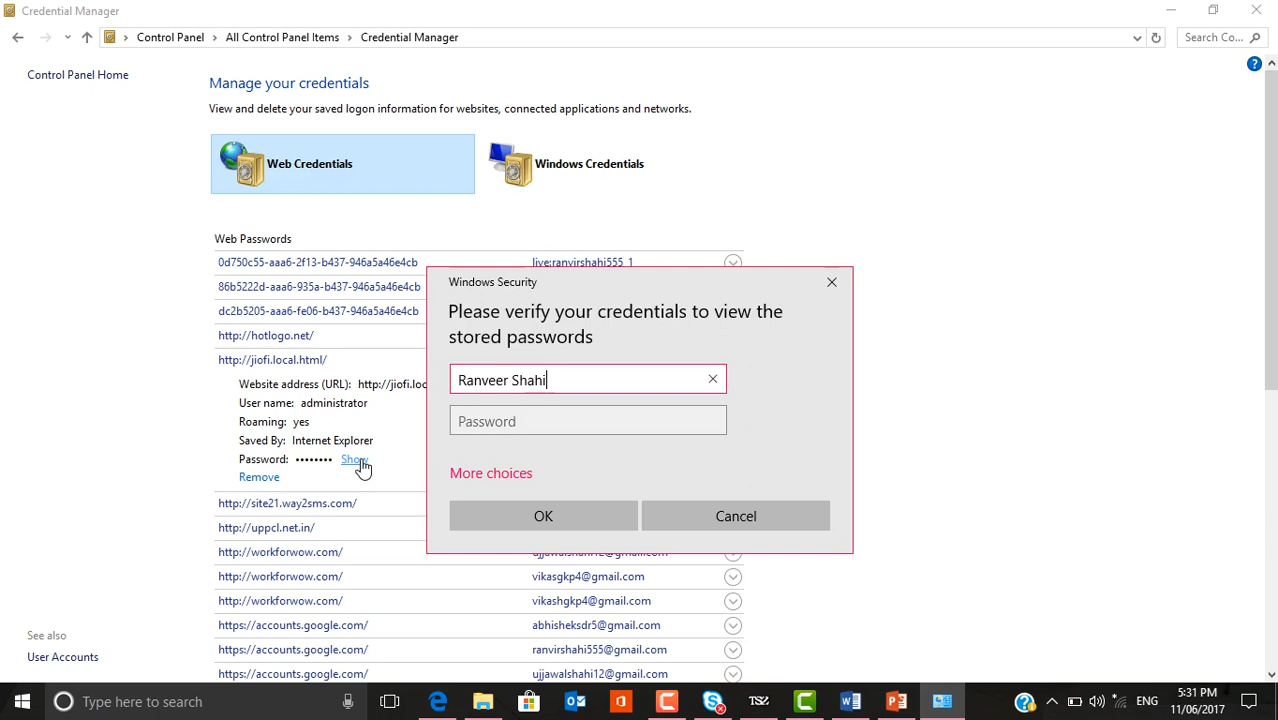 Credential Manager
Control Panel > All Control Panel Items > Credential Manager
Search Co...
Control Panel Home
Manage your credentials
View and delete your saved logon information for websites, connected applications and networks.
Web Credentials
Windows Credentials
Web Passwords
0d750c55-aaa6-2f13-b437-946a5a46e4cb live:ranvirshahi555_1
86b5222d-aaa6-935a-b437-946a5a46e4cb
dc2b5205-aaa6-fe06-b437-946a5a46e4cb
http://hotlogo.net/
http://jiofi.local.html/
Website address (URL): http://jiofi.loc
User name: administrator
Roaming: yes
Saved By: Internet Explorer
Password: •••••••• Show
Remove
http://site21.way2sms.com/
http://uppcl.net.in/
http://workforwow.com/ ujjawalshahi12@gmail.com
http://workforwow.com/ vikasgkp4@gmail.com
http://workforwow.com/ vikashgkp4@gmail.com
https://accounts.google.com/ abhisheksdr5@gmail.com
https://accounts.google.com/ ranvirshahi555@gmail.com
https://accounts.google.com/ ujjawalshahi12@gmail.com
Windows Security
Please verify your credentials to view the
stored passwords
Ranveer Shahi
Password
More choices
OK
Cancel
See also
User Accounts
Type here to search
TSZ
ENG
5:31 PM
11/06/2017